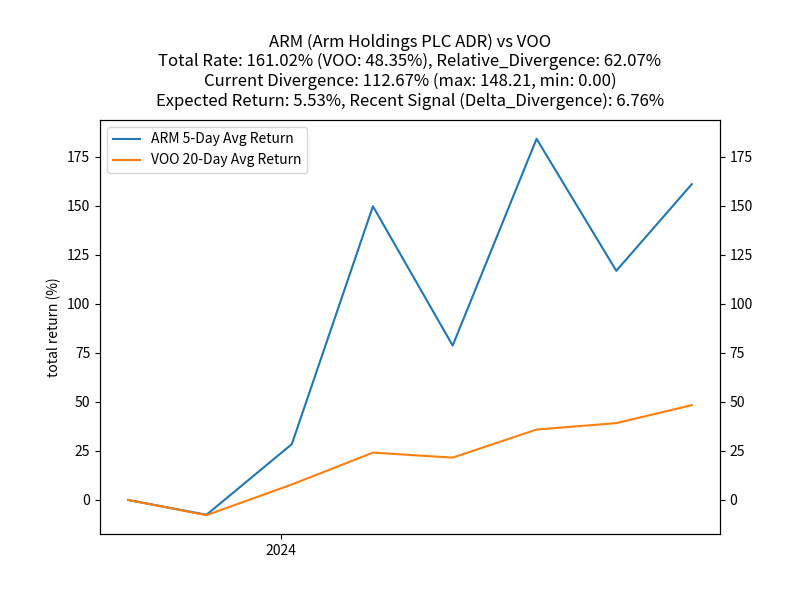 ARM (Arm Holdings PLC ADR) vs VOO
Total Rate: 161.02% (VOO: 48.35%), Relative_Divergence: 62.07%
Current Divergence: 112.67% (max: 148.21, min: 0.00)
Expected Return: 5.53%, Recent Signal (Delta_Divergence): 6.76%
ARM 5-Day Avg Return
VOO 20-Day Avg Return
total return (%)
175
150
125
100
75
50
25
0
175
150
125
100
75
50
25
0
2024